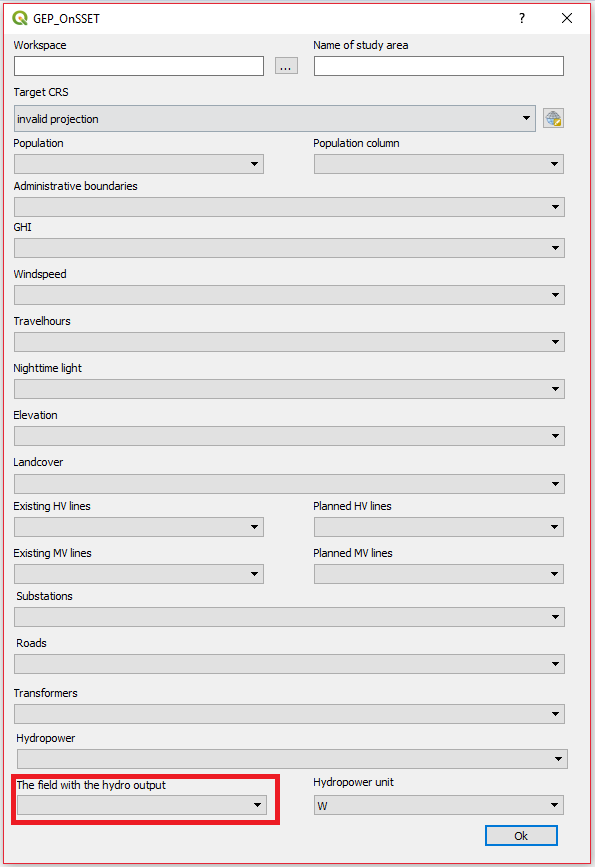 GEP_OnSSET ?
Workspace Name of study area
...
Target CRS
invalid projection
Population Population column
Administrative boundaries
GHI
Windspeed
Travelhours
Nighttime light
Elevation
Landcover
Existing HV lines Planned HV lines
Existing MV lines Planned MV lines
Substations
Roads
Transformers
Hydropower
The field with the hydro output Hydropower unit
W
Ok